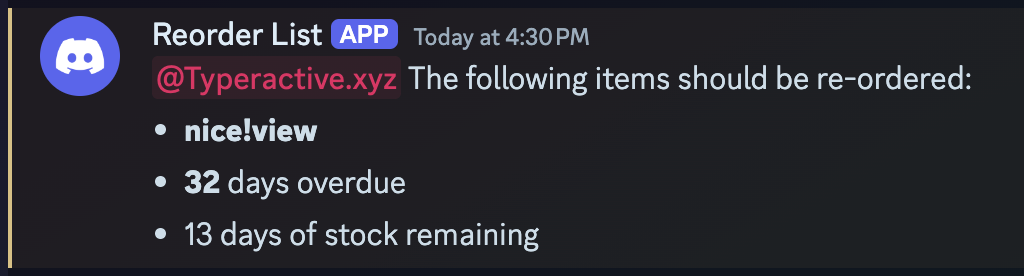 Reorder List APP Today at 4:30 PM
@Typeractive.xyz The following items should be re-ordered:
• nice!view
• 32 days overdue
• 13 days of stock remaining